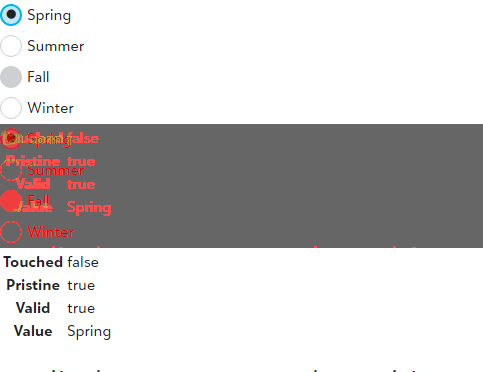 Spring
Summer
Fall
Winter
Touched false
Pristine true
Summer
Valid true
Fall
Value Spring
Winter
Touched false
Pristine true
Valid true
Value Spring